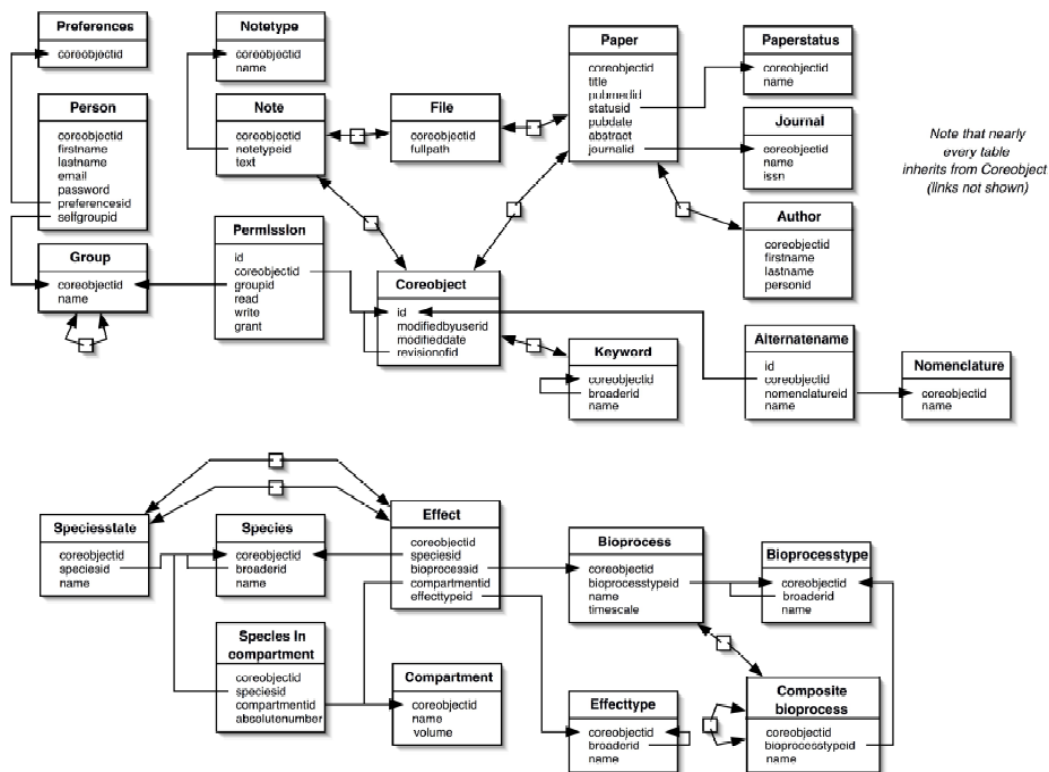 Preferences
coreobjectid
Notetype
coreobjectid
name
Paper
coreobjectid
title
pubmedid
statusid
pubdate
abstract
journalid
Paperstatus
coreobjectid
name
Person
coreobjectid
firstname
lastname
email
password
preferencesid
selfgroupid
Note
coreobjectid
notetypeid
text
File
coreobjectid
fullpath
Journal
coreobjectid
name
issn
Note that nearly
every table
inherits from Coreobject
(links not shown)
Author
coreobjectid
firstname
lastname
personid
Group
coreobjectid
name
Permission
id
coreobjectid
groupid
read
write
grant
Coreobject
id
modifiedbyuserid
modifieddate
revisionofid
Keyword
coreobjectid
broaderid
name
Alternatename
id
coreobjectid
nomenclatureid
name
Nomenclature
coreobjectid
name
Speciesstate
coreobjectid
speciesid
name
Species
coreobjectid
broaderid
name
Effect
coreobjectid
speciesid
bioprocessid
compartmentid
effecttypeid
Bioprocess
coreobjectid
bioprocesstypeid
name
timescale
Bioprocesstype
coreobjectid
broaderid
name
Species In
compartment
coreobjectid
speciesid
compartmentid
absolutenumber
Compartment
coreobjectid
name
volume
Effecttype
coreobjectid
broaderid
name
Composite
bioprocess
coreobjectid
bioprocesstypeid
name